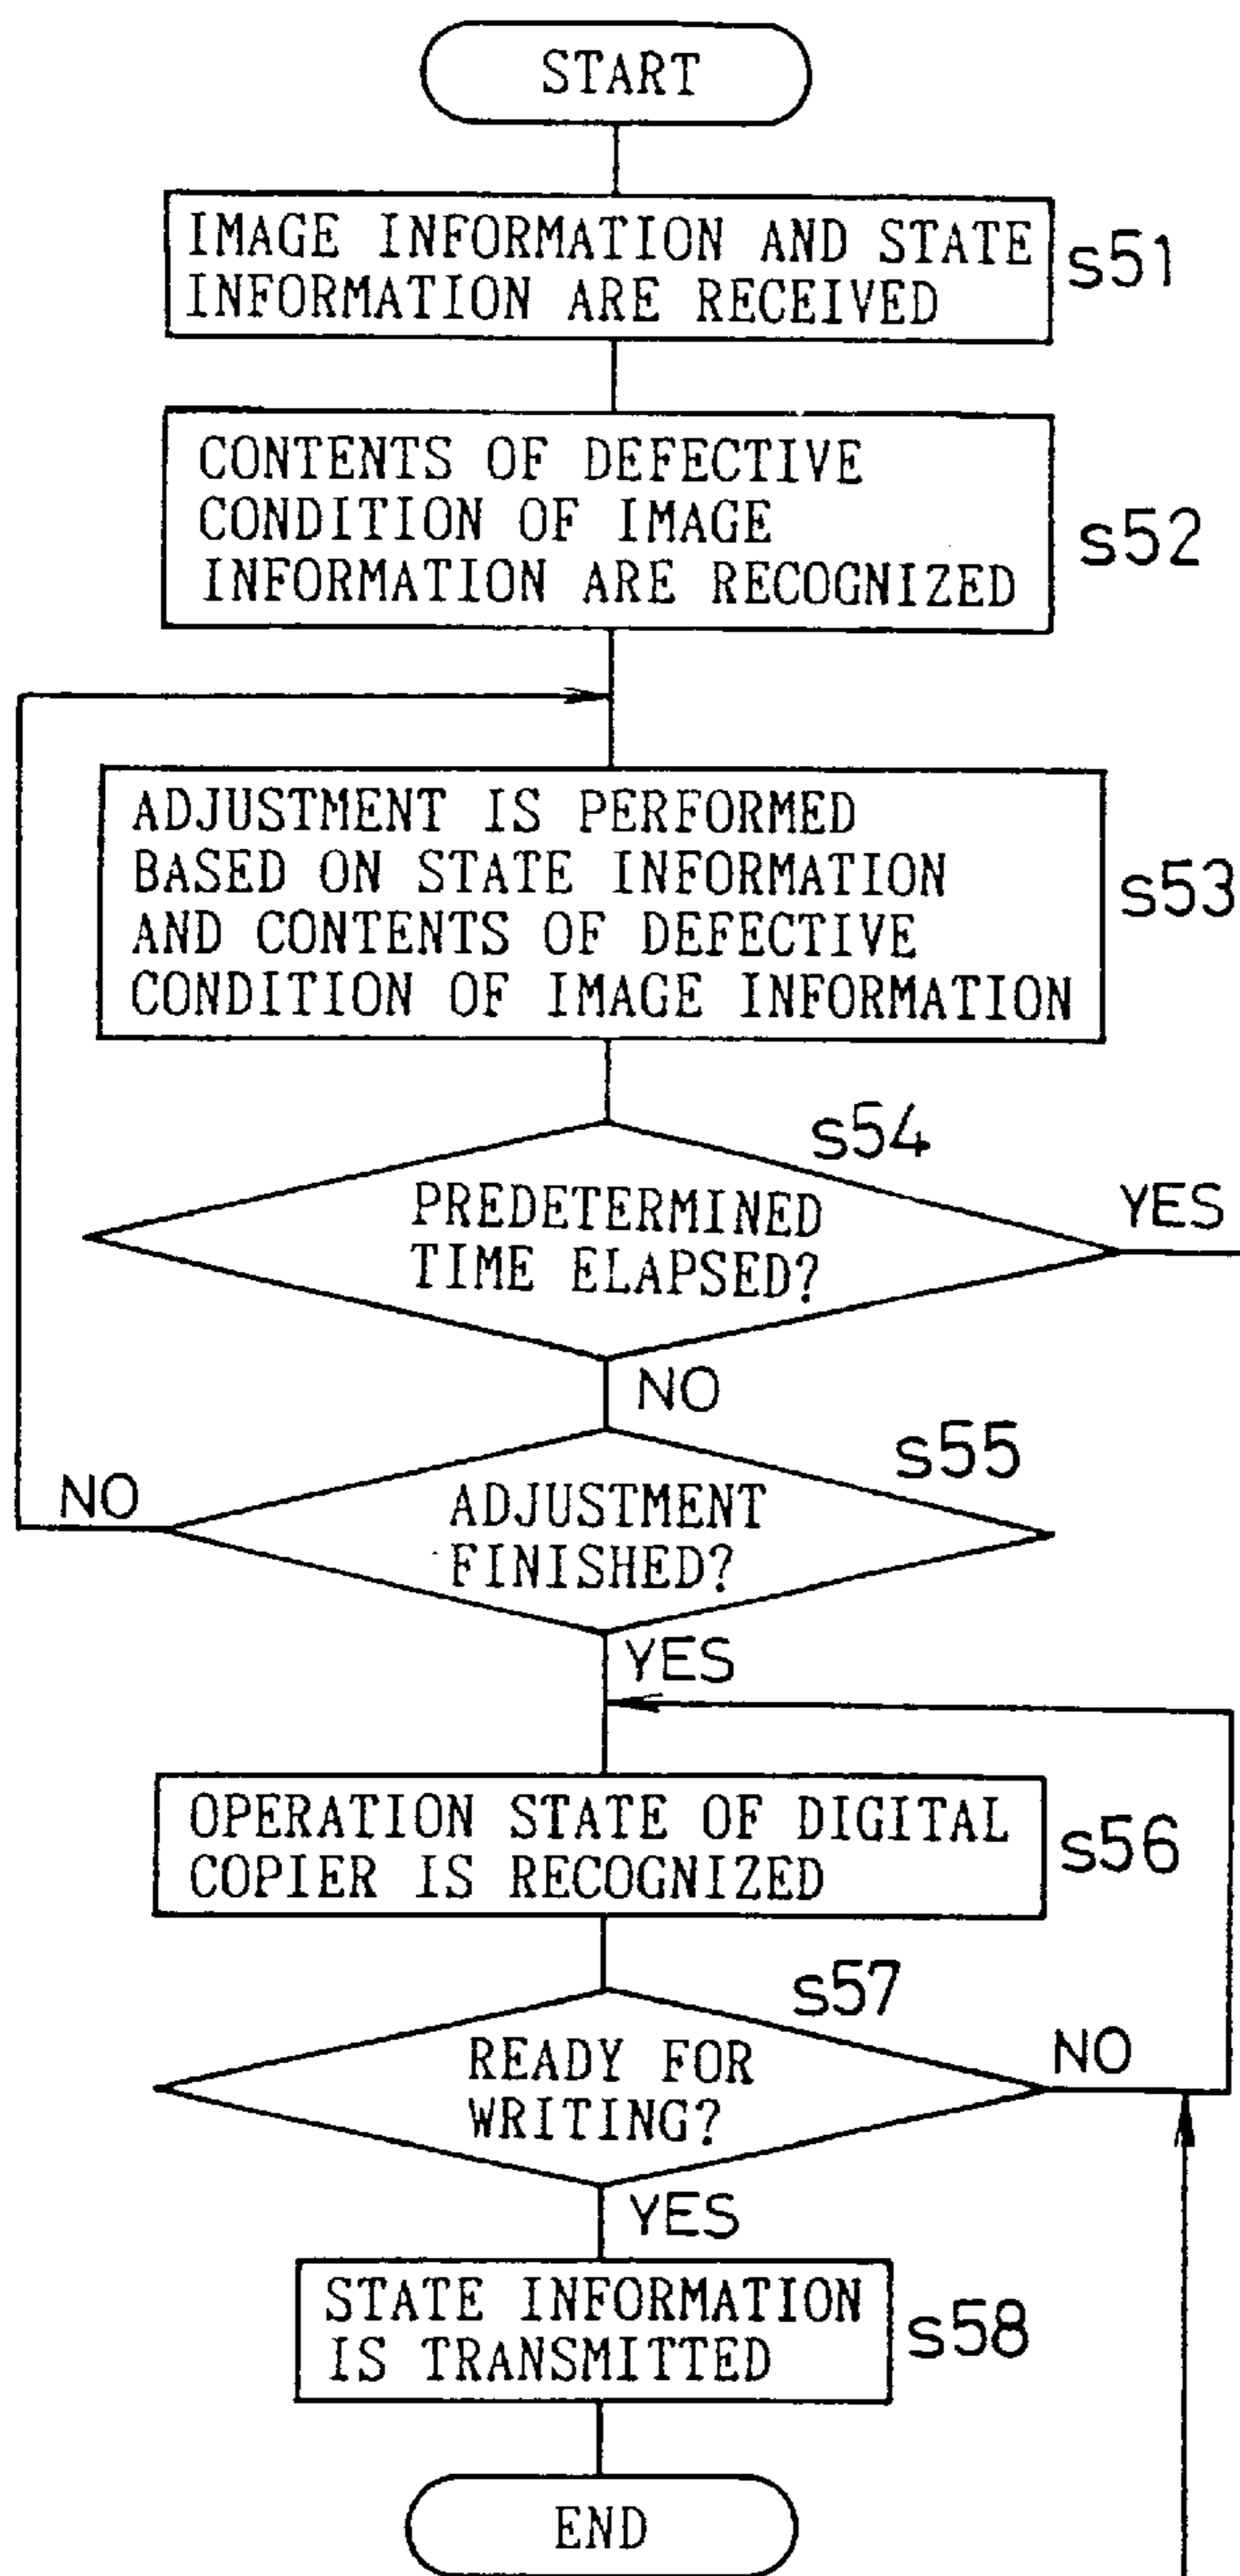 START
IMAGE INFORMATION AND STATE
INFORMATION ARE RECEIVED
s51
CONTENTS OF DEFECTIVE
CONDITION OF IMAGE
INFORMATION ARE RECOGNIZED
s52
ADJUSTMENT IS PERFORMED
BASED ON STATE INFORMATION
AND CONTENTS OF DEFECTIVE
CONDITION OF IMAGE INFORMATION
s53
s54
PREDETERMINED
TIME ELAPSED?
YES
NO
s55
ADJUSTMENT
FINISHED?
NO
YES
OPERATION STATE OF DIGITAL
COPIER IS RECOGNIZED
s56
s57
READY FOR
WRITING?
NO
YES
STATE INFORMATION
IS TRANSMITTED
s58
END